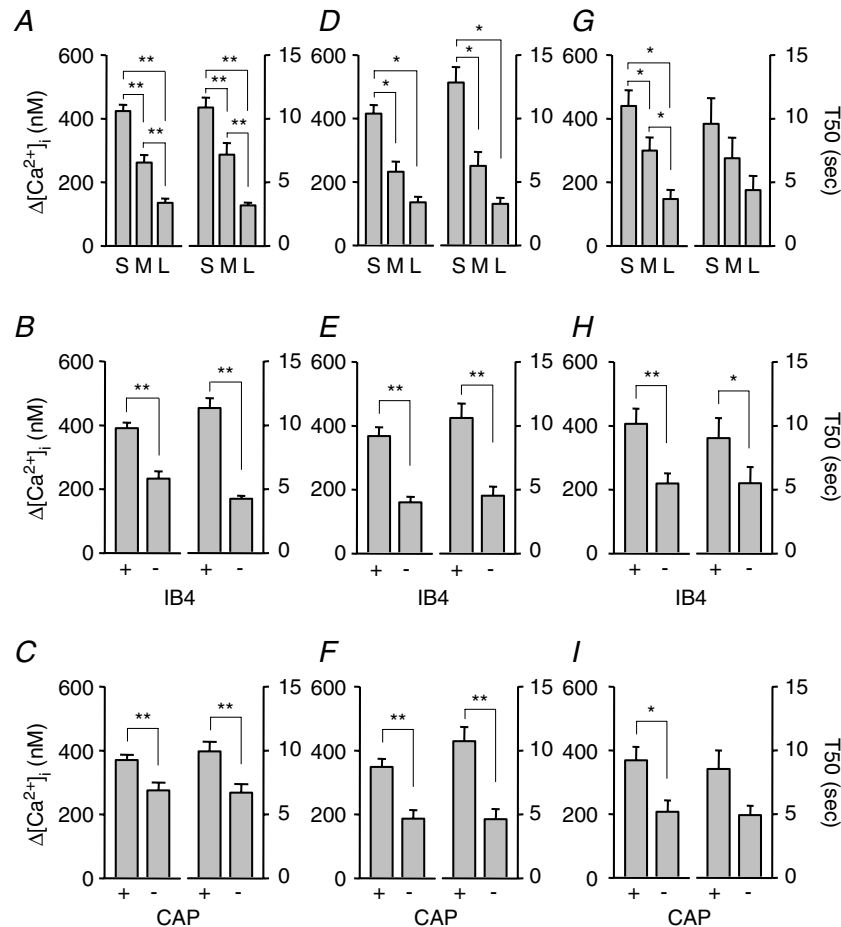 A D G
600 15 600 15 600 15
** * *
** ** * * * *
** ** *
400 10 400 10 400 10
200 5 200 5 200 5
0 0 0 0 0 0
Δ[Ca²⁺]ᵢ (nM) T50 (sec)
S M L S M L S M L S M L S M L S M L
B E H
600 15 600 15 600 15
** ** ** ** ** *
400 10 400 10 400 10
200 5 200 5 200 5
0 0 0 0 0 0
Δ[Ca²⁺]ᵢ (nM) T50 (sec)
+ - + - + - + - + - + -
IB4 IB4 IB4
C F I
600 15 600 15 600 15
** ** ** ** *
400 10 400 10 400 10
200 5 200 5 200 5
0 0 0 0 0 0
Δ[Ca²⁺]ᵢ (nM) T50 (sec)
+ - + - + - + - + - + -
CAP CAP CAP